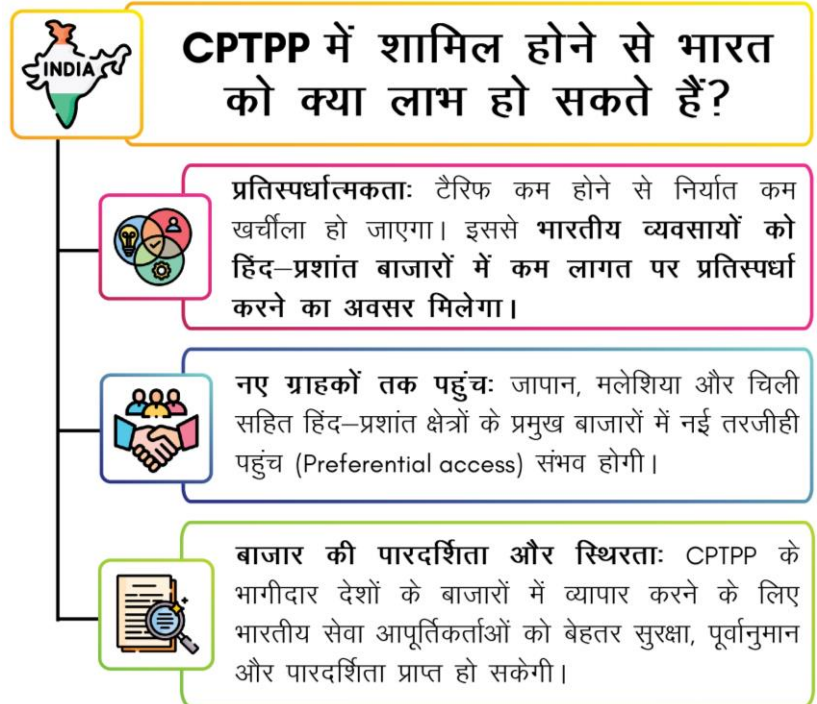 INDIA
CPTPP में शामिल होने से भारत
को क्या लाभ हो सकते हैं?
प्रतिस्पर्धात्मकताः टैरिफ कम होने से निर्यात कम
खर्चीला हो जाएगा। इससे भारतीय व्यवसायों को
हिंद–प्रशांत बाजारों में कम लागत पर प्रतिस्पर्धा
करने का अवसर मिलेगा।
नए ग्राहकों तक पहुंचः जापान, मलेशिया और चिली
सहित हिंद–प्रशांत क्षेत्रों के प्रमुख बाजारों में नई तरजीही
पहुंच (Preferential access) संभव होगी।
बाजार की पारदर्शिता और स्थिरताः CPTPP के
भागीदार देशों के बाजारों में व्यापार करने के लिए
भारतीय सेवा आपूर्तिकर्ताओं को बेहतर सुरक्षा, पूर्वानुमान
और पारदर्शिता प्राप्त हो सकेगी।